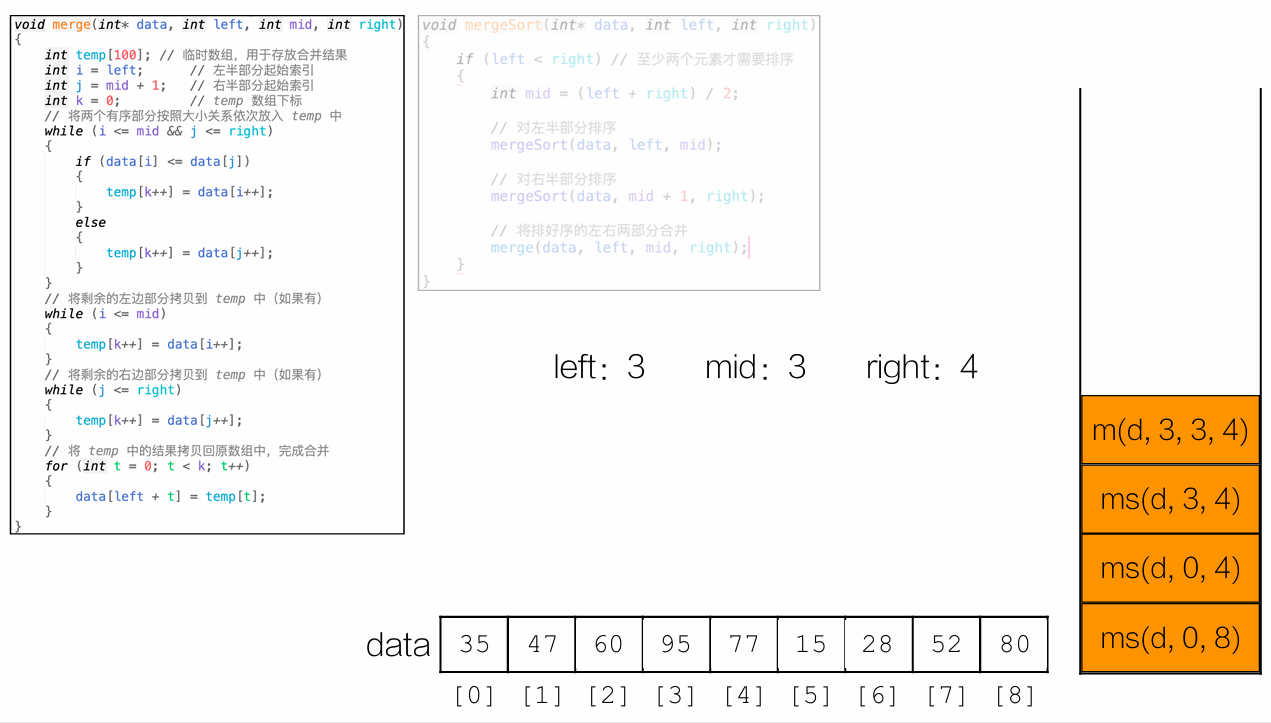 void merge(int* data, int left, int mid, int right)
{
int temp[100]; // 临时数组，用于存放合并结果
int i = left; // 左半部分起始索引
int j = mid + 1; // 右半部分起始索引
int k = 0; // temp 数组下标
// 将两个有序部分按照大小关系依次放入 temp 中
while (i <= mid && j <= right)
{
if (data[i] <= data[j])
{
temp[k++] = data[i++];
}
else
{
temp[k++] = data[j++];
}
}
// 将剩余的左边部分拷贝到 temp 中（如果有）
while (i <= mid)
{
temp[k++] = data[i++];
}
// 将剩余的右边部分拷贝到 temp 中（如果有）
while (j <= right)
{
temp[k++] = data[j++];
}
// 将 temp 中的结果拷贝回原数组中，完成合并
for (int t = 0; t < k; t++)
{
data[left + t] = temp[t];
}
}
void mergeSort(int* data, int left, int right)
{
if (left < right) // 至少两个元素才需要排序
{
int mid = (left + right) / 2;
// 对左半部分排序
mergeSort(data, left, mid);
// 对右半部分排序
mergeSort(data, mid + 1, right);
// 将排好序的左右两部分合并
merge(data, left, mid, right);
}
}
left：3 mid：3 right：4
m(d, 3, 3, 4)
ms(d, 3, 4)
ms(d, 0, 4)
ms(d, 0, 8)
data 35 47 60 95 77 15 28 52 80
[0] [1] [2] [3] [4] [5] [6] [7] [8]